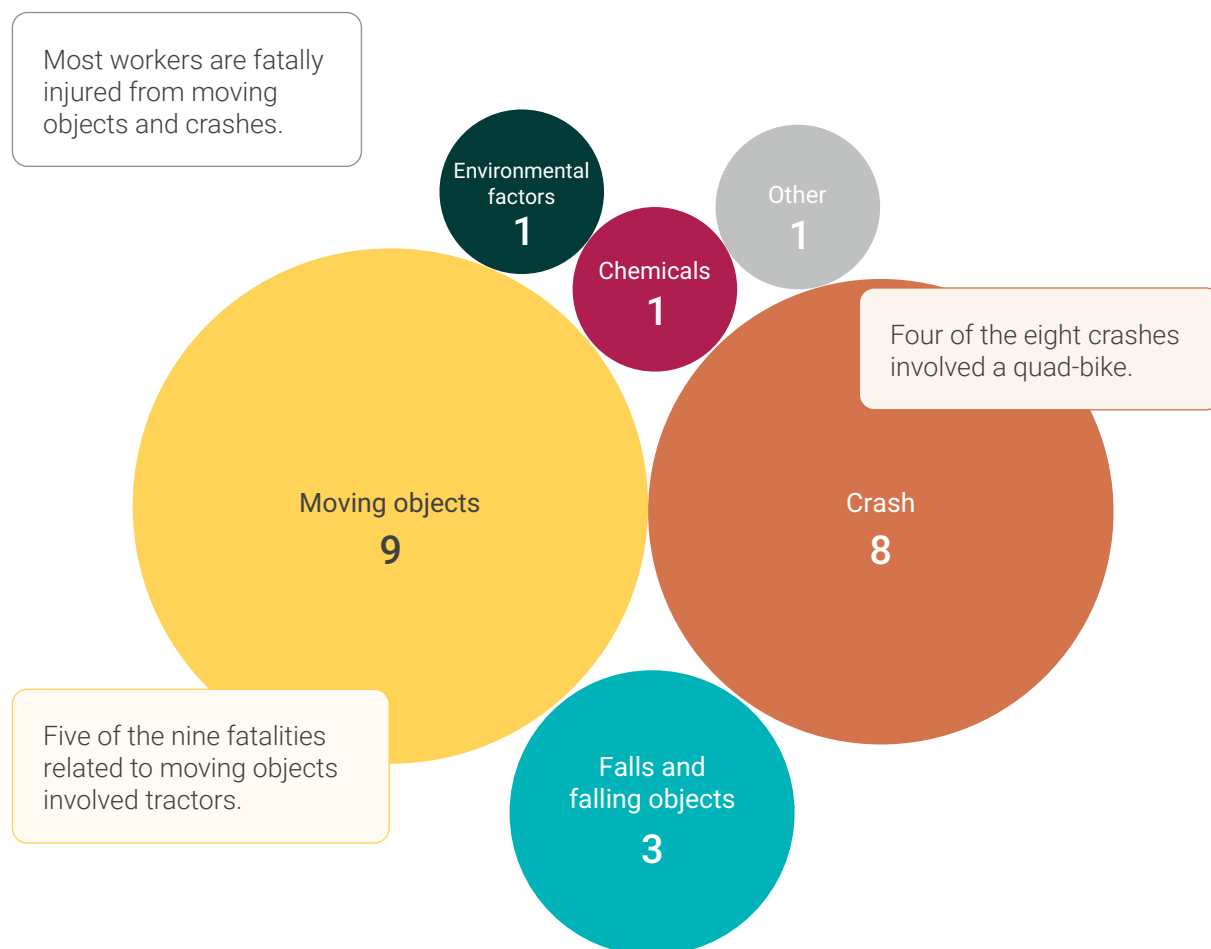 Most workers are fatally
injured from moving
objects and crashes.
Environmental
factors
1
Other
1
Chemicals
1
Four of the eight crashes
involved a quad-bike.
Moving objects
9
Crash
8
Five of the nine fatalities
related to moving objects
involved tractors.
Falls and
falling objects
3